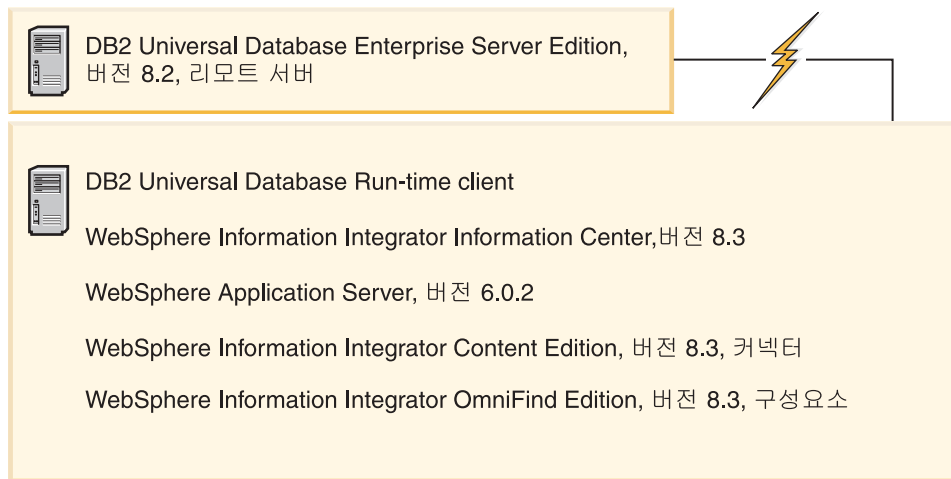 DB2 Universal Database Enterprise Server Edition,
버전 8.2, 리모트 서버
DB2 Universal Database Run-time client
WebSphere Information Integrator Information Center,버전 8.3
WebSphere Application Server, 버전 6.0.2
WebSphere Information Integrator Content Edition, 버전 8.3, 커넥터
WebSphere Information Integrator OmniFind Edition, 버전 8.3, 구성요소